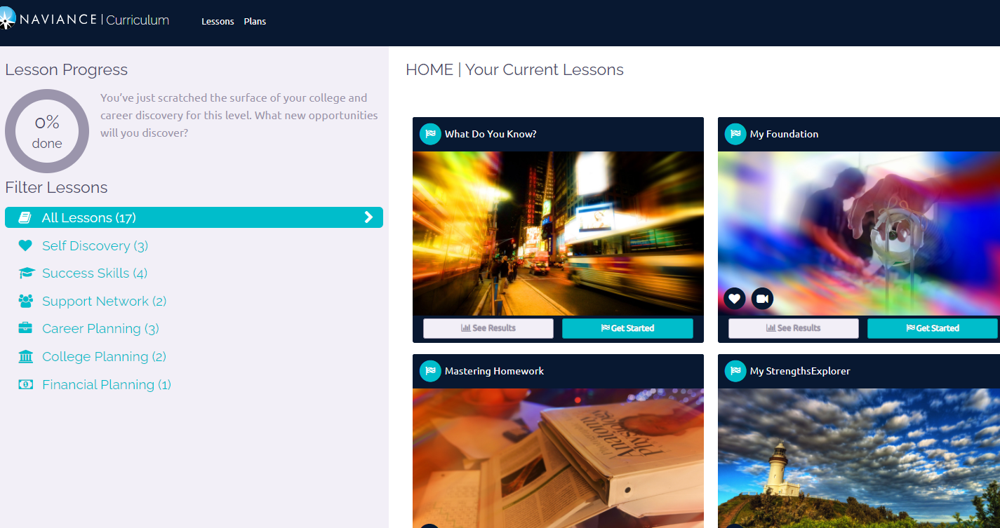 NAVIANCE | Curriculum
Lessons
Plans
Lesson Progress
0%
done
You've just scratched the surface of your college and
career discovery for this level. What new opportunities
will you discover?
Filter Lessons
All Lessons (17)
Self Discovery (3)
Success Skills (4)
Support Network (2)
Career Planning (3)
College Planning (2)
Financial Planning (1)
HOME | Your Current Lessons
What Do You Know?
See Results
Get Started
My Foundation
See Results
Get Started
Mastering Homework
Anatomy
Physiology
My StrengthsExplorer